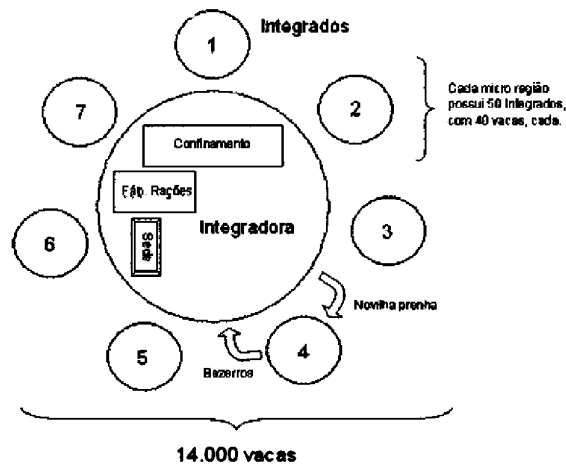 Integrados
1
2
Cada micro região
possui 50 Integrados,
com 40 vacas, cada.
7
Confinamento
Fáb. Rações
Integradora
Sede
3
6
Novilha prenha
4
5
Bezerros
14.000 vacas